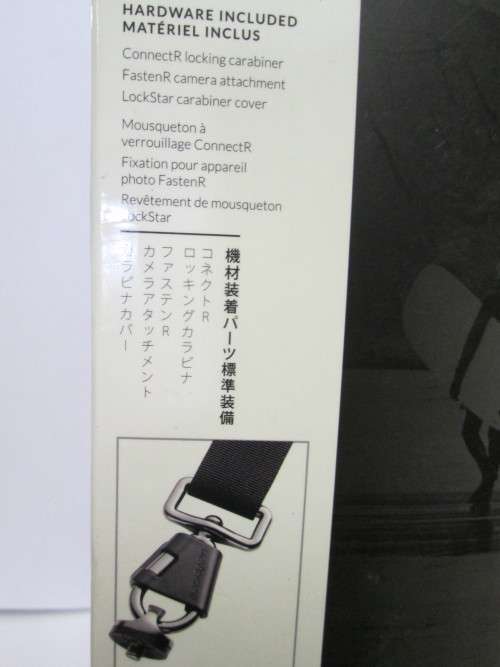 HARDWARE INCLUDED
MATÉRIEL INCLUS
ConnectR locking carabiner
FastenR camera attachment
LockStar carabiner cover
Mousqueton à
verrouillage ConnectR
Fixation pour appareil
photo FastenR
Revêtement de mousqueton
LockStar
機材装着パーツ標準装備
コネクトR
ロッキングカラビナ
ファステンR
カメラアタッチメント
カラビナカバー